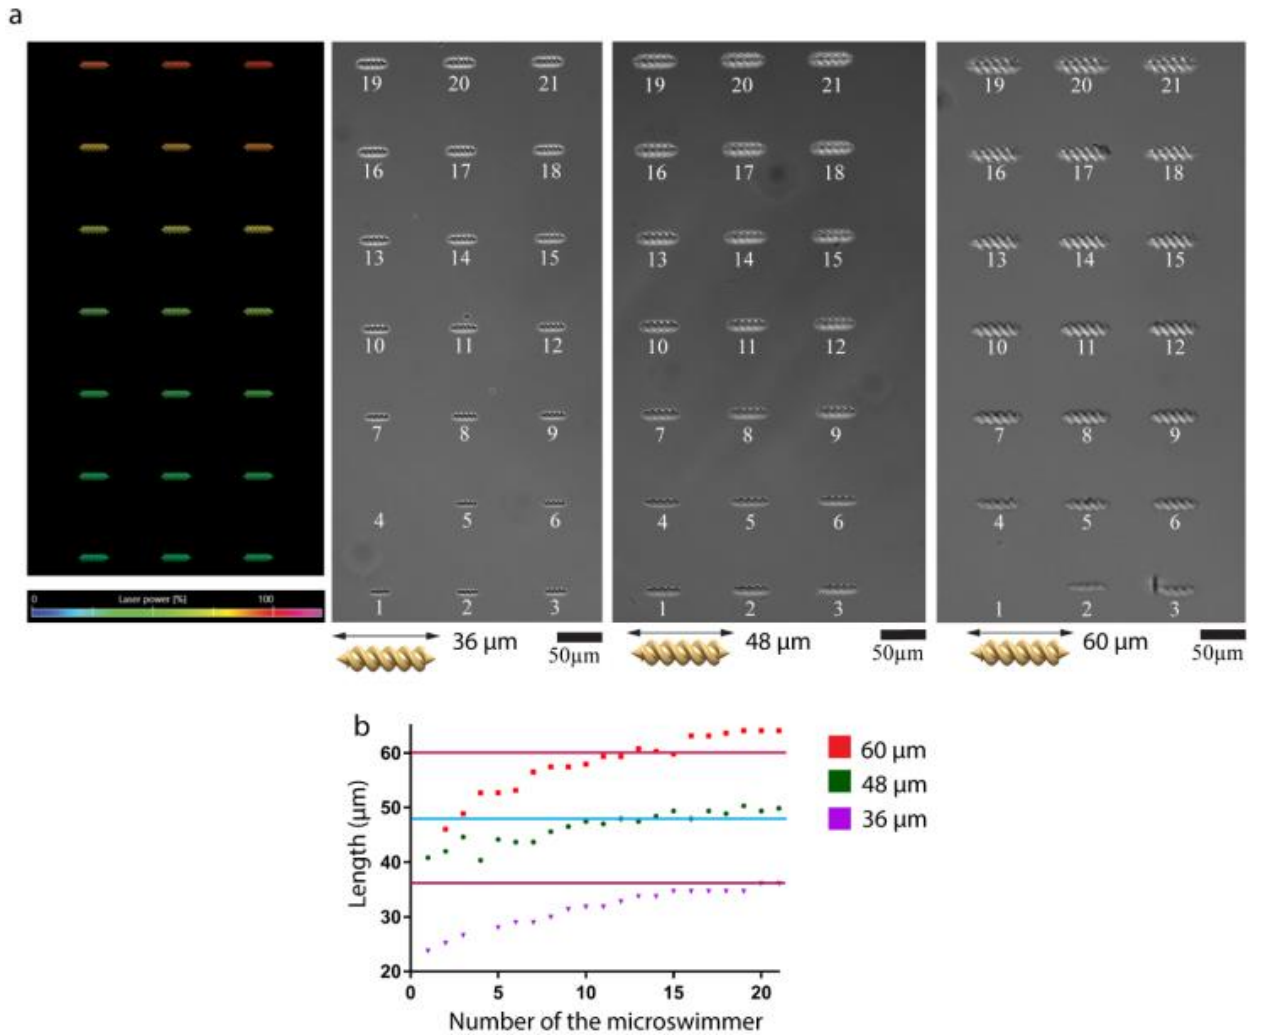 a
19 20 21 19 20 21 19 20 21
16 17 18 16 17 18 16 17 18
13 14 15 13 14 15 13 14 15
10 11 12 10 11 12 10 11 12
7 8 9 7 8 9 7 8 9
4 5 6 4 5 6 4 5 6
1 2 3 1 2 3 1 2 3
0 Laser power [%] 100
36 μm 50μm 48 μm 50μm 60 μm 50μm
b
60
50
40
30
20
0 5 10 15 20
Length (μm)
Number of the microswimmer
60 μm
48 μm
36 μm